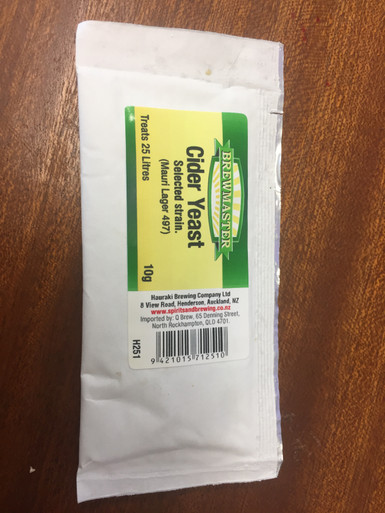 BREWMASTER
Cider Yeast
Selected strain.
(Mauri Lager 497)
Treats 25 Litres
10g
Hauraki Brewing Company Ltd
8 View Road, Henderson, Auckland, NZ
www.spiritsandbrewing.co.nz
Imported by: Q Brew, 65 Denning Street,
North Rockhampton, QLD 4701.
H251
9 421015 712510